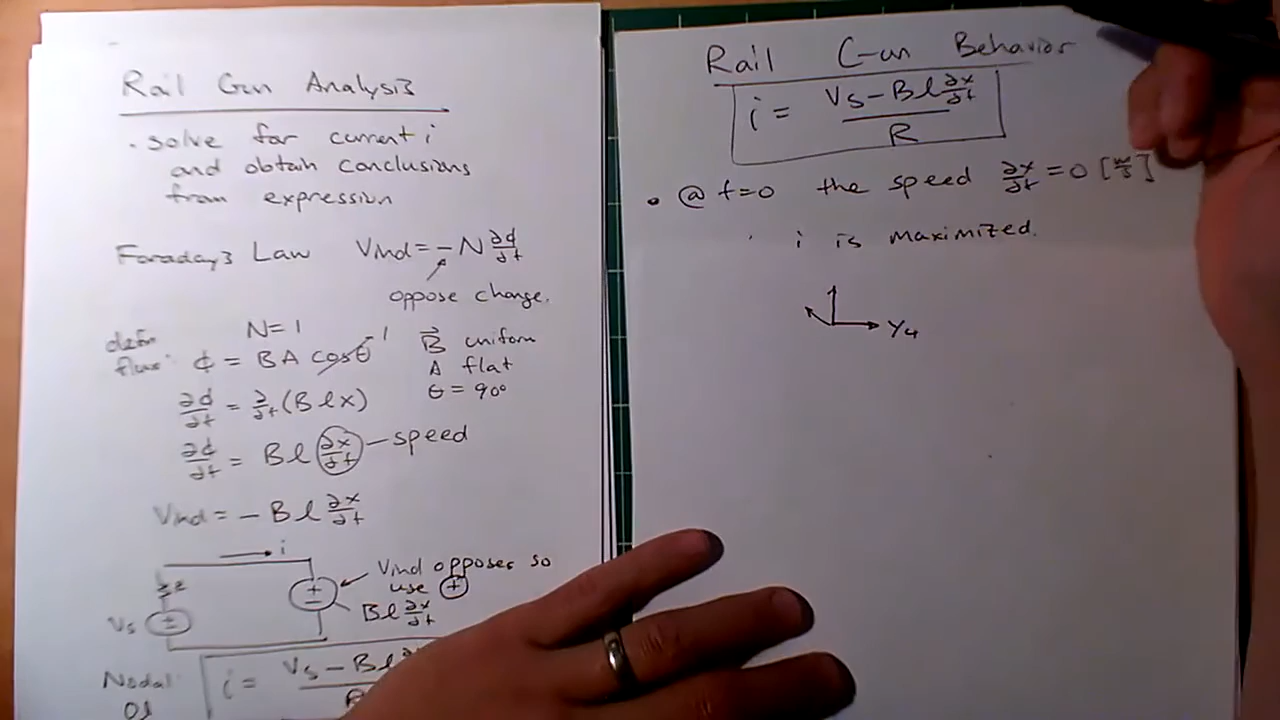 Rail Gun Analysis
• solve for current i
and obtain conclusions
from expression
Faraday's Law Vind = -N ∂ϕ/∂t
oppose change.
defn N=1
flux: ϕ = BA cosθ 1
B⃗ uniform
A flat
θ = 90°
∂ϕ/∂t = ∂/∂t (Blx)
∂ϕ/∂t = Bl ∂x/∂t — speed
Vind = - Bl ∂x/∂t
i
Vind opposes so
use +
Bl ∂x/∂t
Vs
Nodal
i = Vs - Bl
Rail Gun Behavior
i = (Vs - Bl ∂x/∂t) / R
• @ t=0 the speed ∂x/∂t = 0 [m/s]
i is maximized.